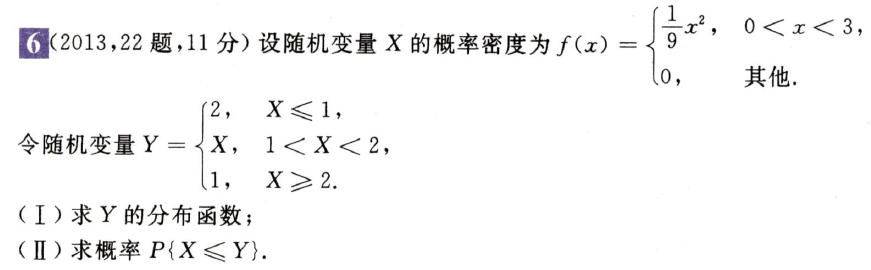 6 (2013,22 题,11 分) 设随机变量 X 的概率密度为 f(x) = { 1/9 x², 0 < x < 3,
0, 其他.
令随机变量 Y = { 2, X ⩽ 1,
X, 1 < X < 2,
1, X ⩾ 2.
(Ⅰ) 求 Y 的分布函数;
(Ⅱ) 求概率 P{X ⩽ Y}.